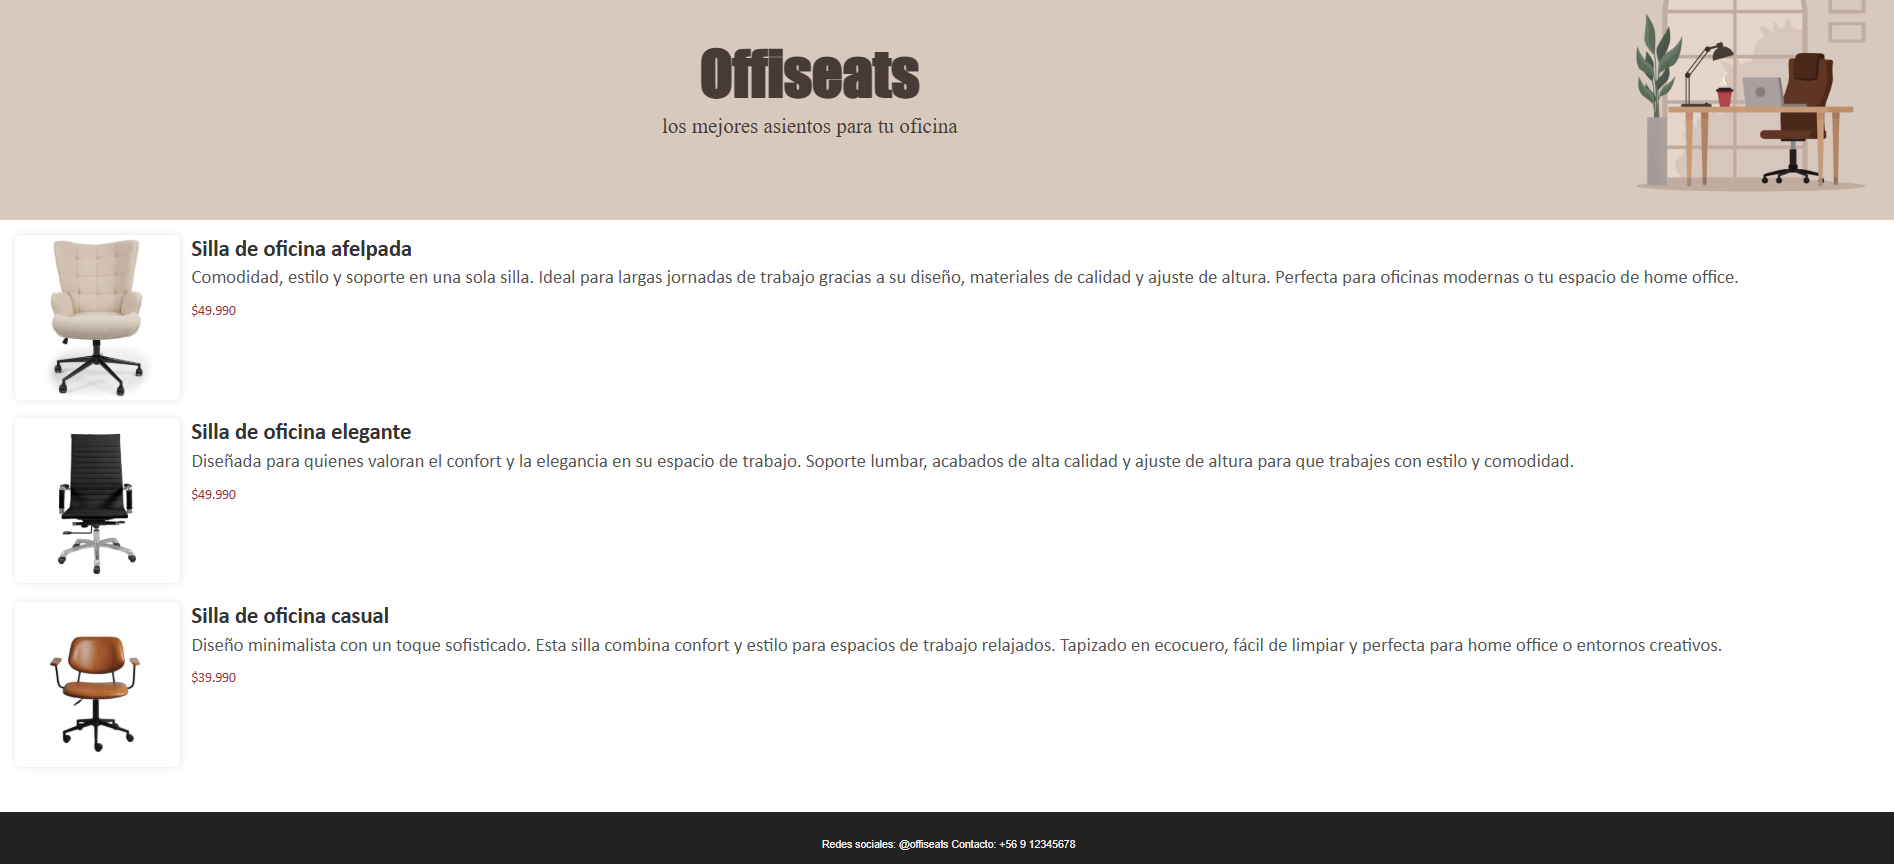 Offiseats
los mejores asientos para tu oficina
Silla de oficina afelpada
Comodidad, estilo y soporte en una sola silla. Ideal para largas jornadas de trabajo gracias a su diseño, materiales de calidad y ajuste de altura. Perfecta para oficinas modernas o tu espacio de home office.
$49.990
Silla de oficina elegante
Diseñada para quienes valoran el confort y la elegancia en su espacio de trabajo. Soporte lumbar, acabados de alta calidad y ajuste de altura para que trabajes con estilo y comodidad.
$49.990
Silla de oficina casual
Diseño minimalista con un toque sofisticado. Esta silla combina confort y estilo para espacios de trabajo relajados. Tapizado en ecocuero, fácil de limpiar y perfecta para home office o entornos creativos.
$39.990
Redes sociales: @offiseats Contacto: +56 9 12345678